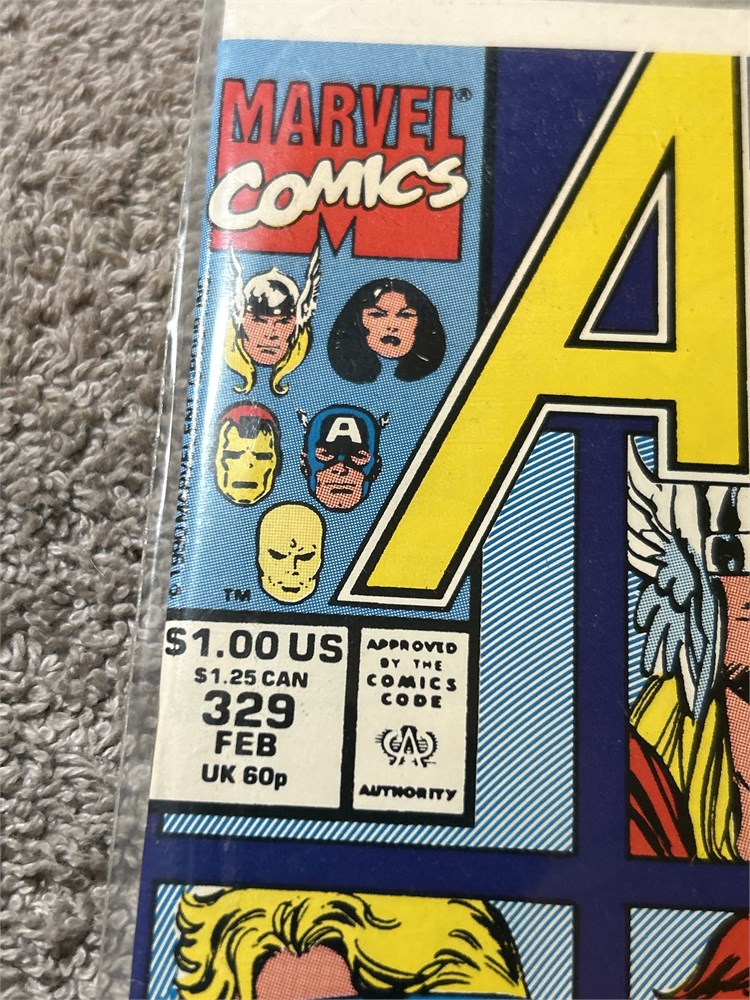 MARVEL®
COMICS
A
A
TM
$1.00 US
$1.25 CAN
329
FEB
UK 60p
APPROVED
BY THE
COMICS
CODE
A
AUTHORITY